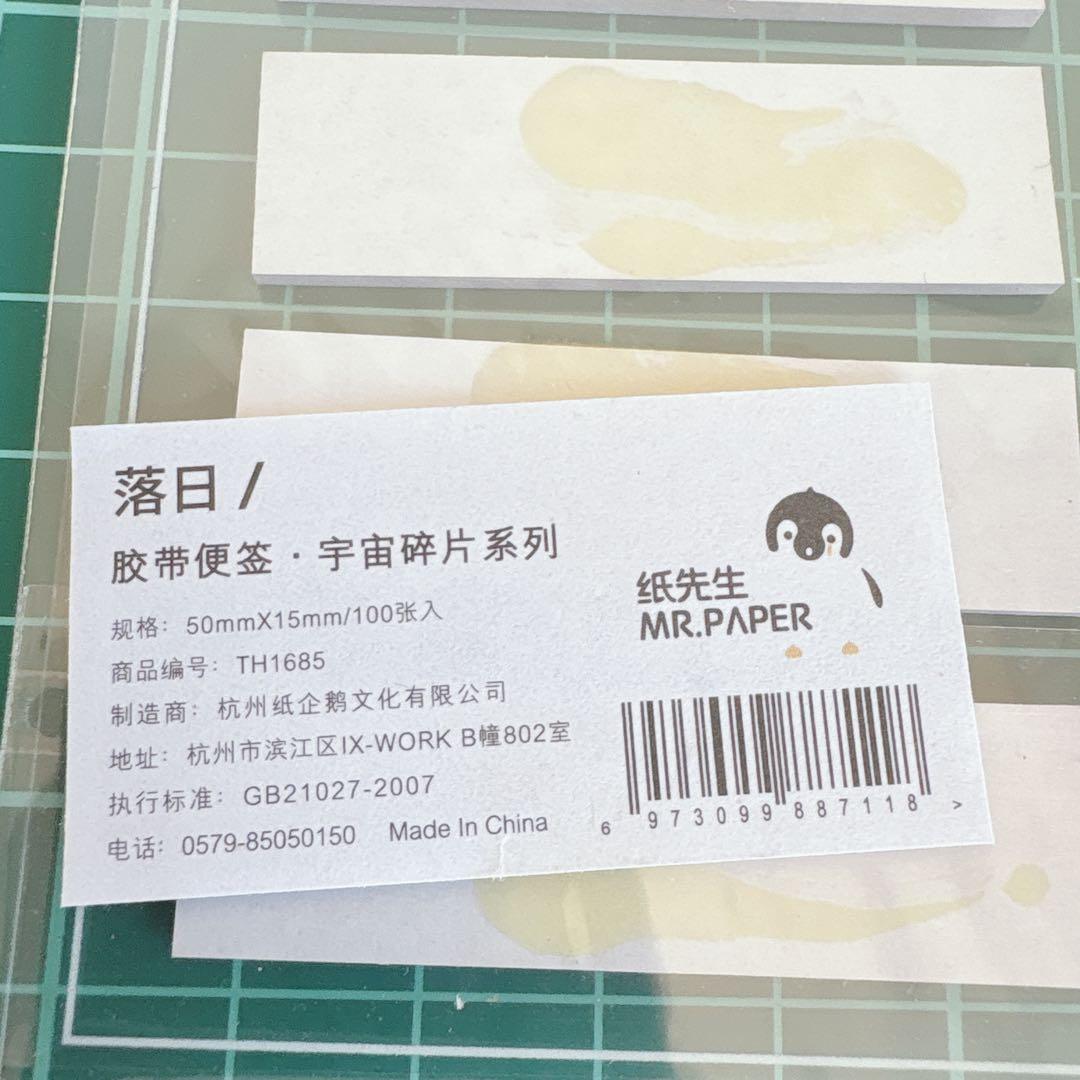 落日 /
胶带便签 · 宇宙碎片系列
规格：50mmX15mm/100张入
商品编号：TH1685
制造商：杭州纸企鹅文化有限公司
地址：杭州市滨江区IX-WORK B幢802室
执行标准：GB21027-2007
电话：0579-85050150 Made In China
纸先生
MR.PAPER
6 973099 887118 >